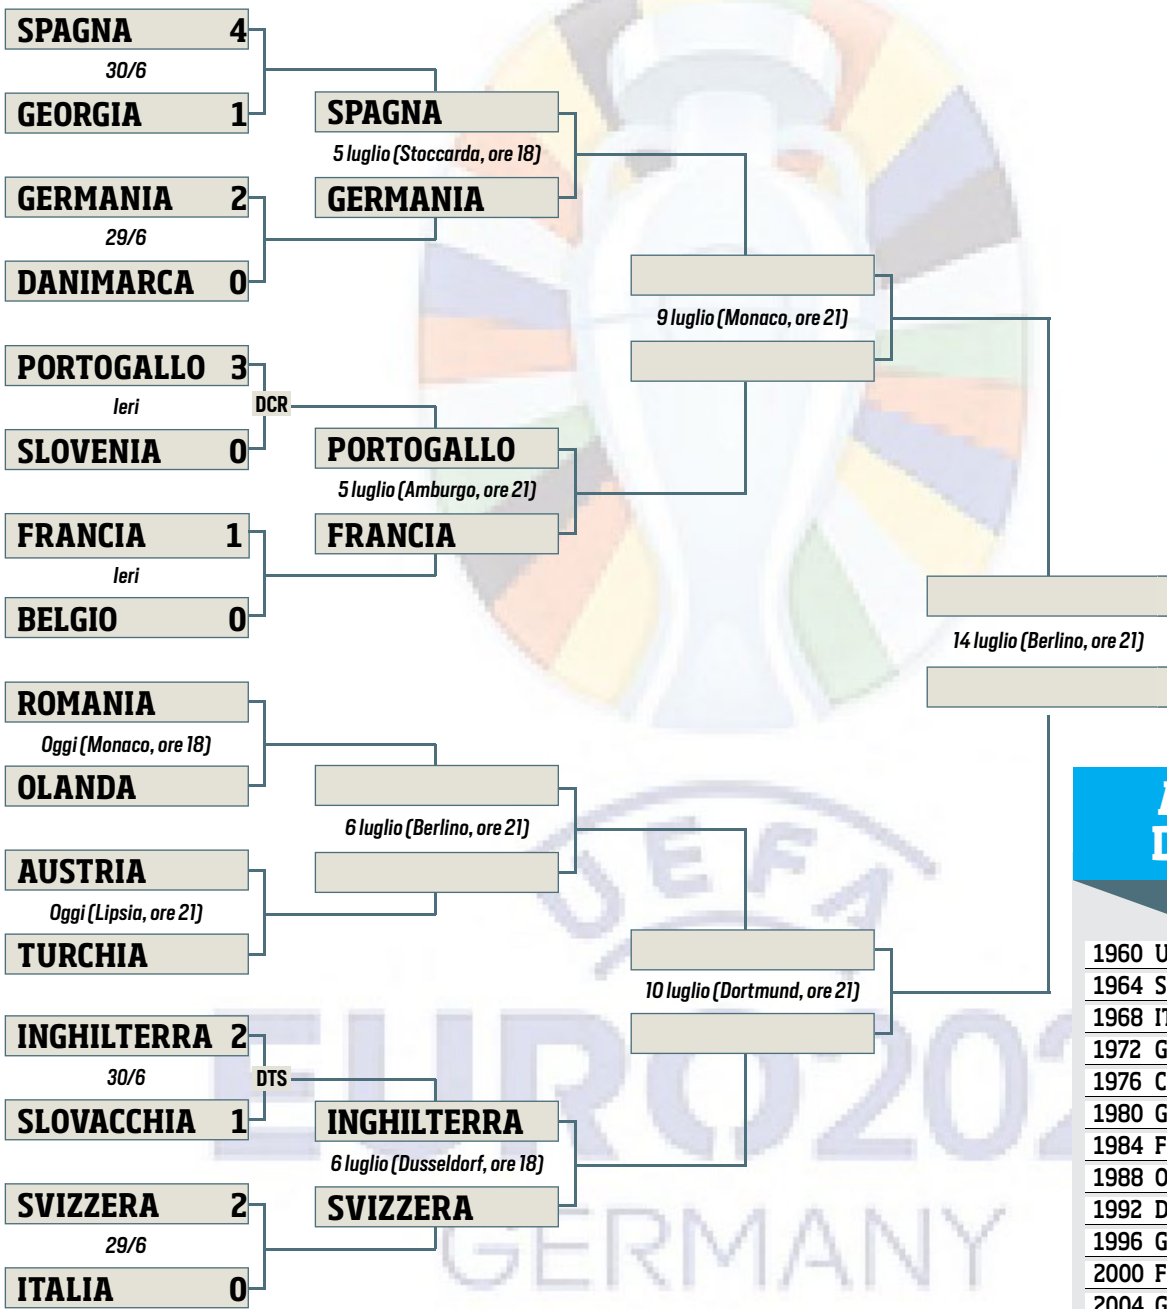 SPAGNA 4
30/6
GEORGIA 1
GERMANIA 2
29/6
DANIMARCA 0
PORTOGALLO 3
Ieri
DCR
SLOVENIA 0
FRANCIA 1
Ieri
BELGIO 0
ROMANIA
Oggi (Monaco, ore 18)
OLANDA
AUSTRIA
Oggi (Lipsia, ore 21)
TURCHIA
INGHILTERRA 2
30/6
DTS
SLOVACCHIA 1
SVIZZERA 2
29/6
ITALIA 0
SPAGNA
5 luglio (Stoccarda, ore 18)
GERMANIA
PORTOGALLO
5 luglio (Amburgo, ore 21)
FRANCIA
6 luglio (Berlino, ore 21)
INGHILTERRA
6 luglio (Dusseldorf, ore 18)
SVIZZERA
9 luglio (Monaco, ore 21)
10 luglio (Dortmund, ore 21)
14 luglio (Berlino, ore 21)
UEFA
EURO202
GERMANY
1960 U
1964 S
1968 IT
1972 G
1976 C
1980 G
1984 F
1988 O
1992 D
1996 G
2000 F
2004 G